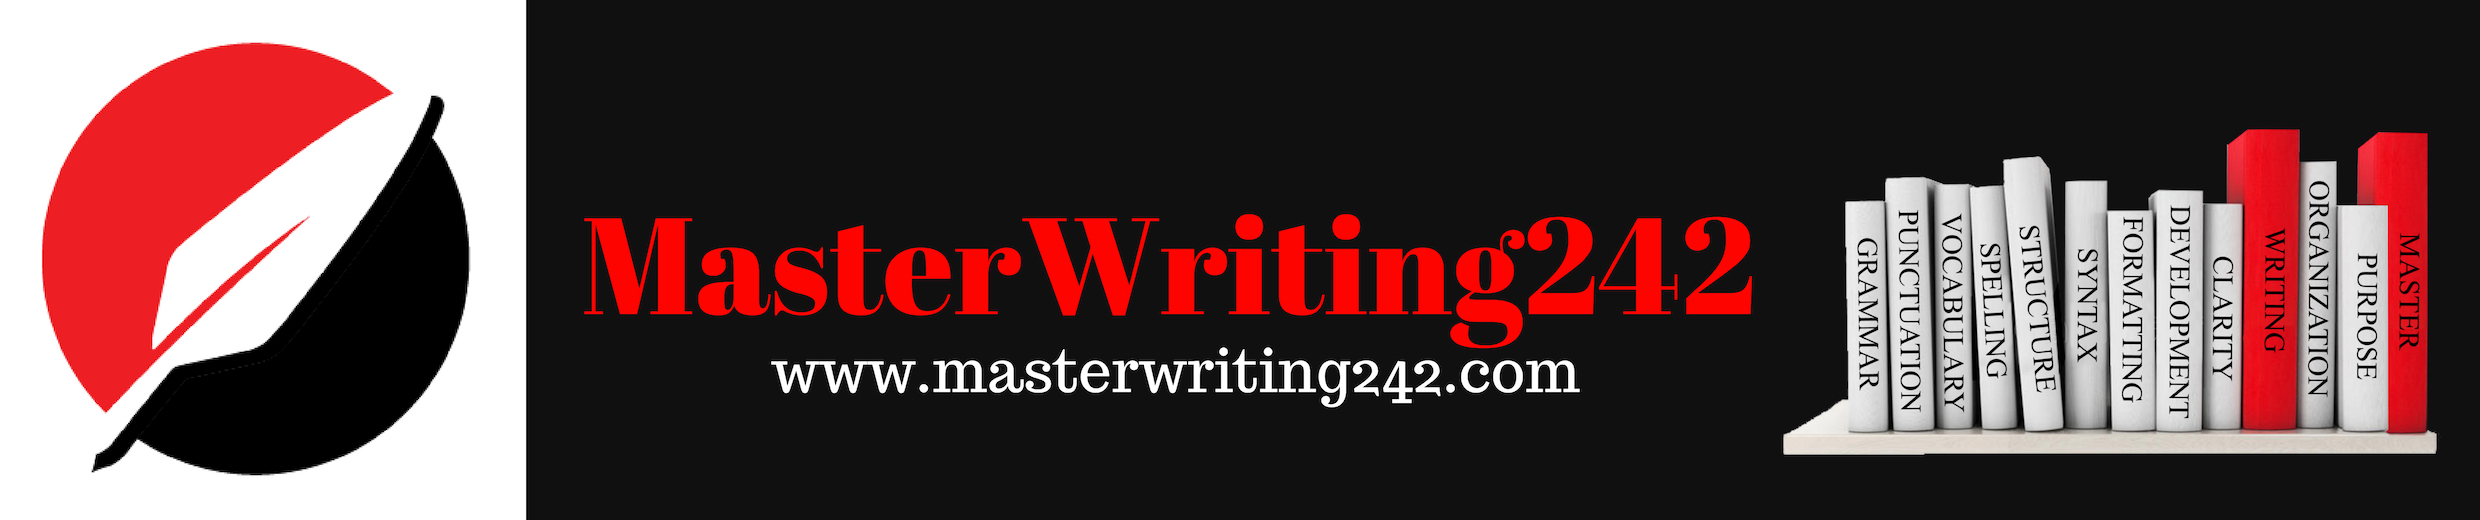 MasterWriting242
www.masterwriting242.com
GRAMMAR
PUNCTUATION
VOCABULARY
SPELLING
STRUCTURE
SYNTAX
FORMATTING
DEVELOPMENT
CLARITY
WRITING
ORGANIZATION
PURPOSE
MASTER